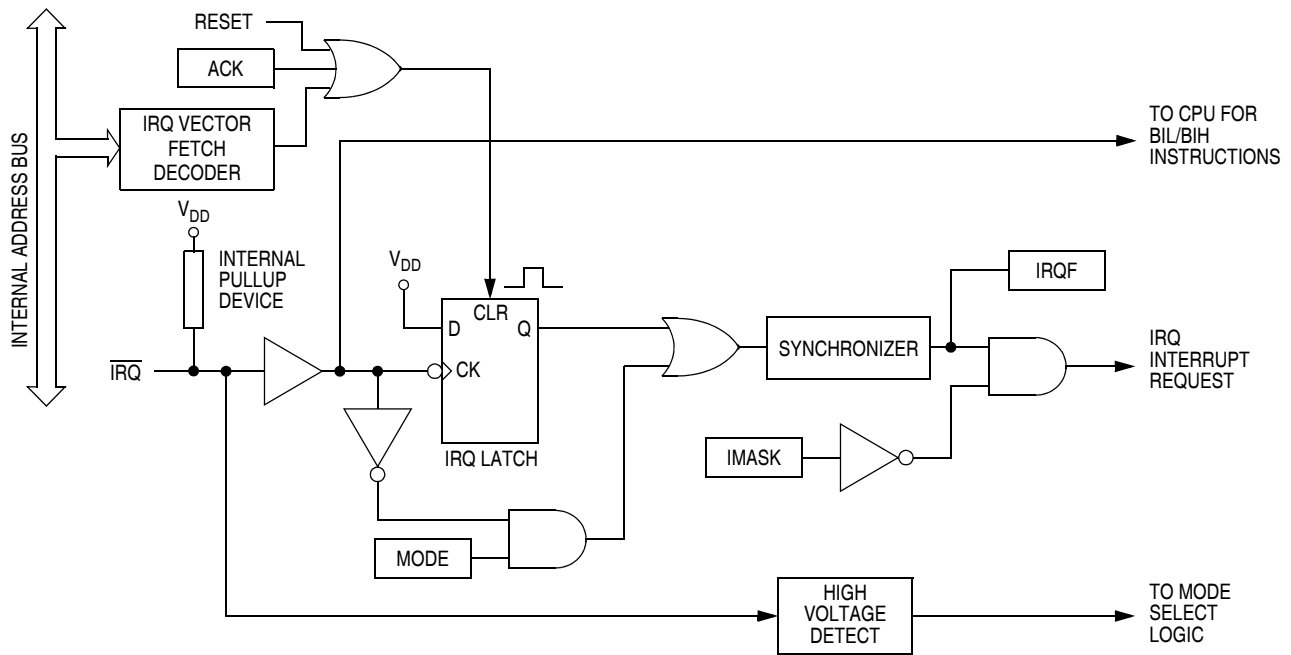 RESET
ACK
IRQ VECTOR
FETCH
DECODER
INTERNAL ADDRESS BUS
TO CPU FOR
BIL/BIH
INSTRUCTIONS
VDD
INTERNAL
PULLUP
DEVICE
VDD
IRQF
CLR
D
Q
CK
SYNCHRONIZER
IRQ
INTERRUPT
REQUEST
IRQ
IRQ LATCH
IMASK
MODE
HIGH
VOLTAGE
DETECT
TO MODE
SELECT
LOGIC